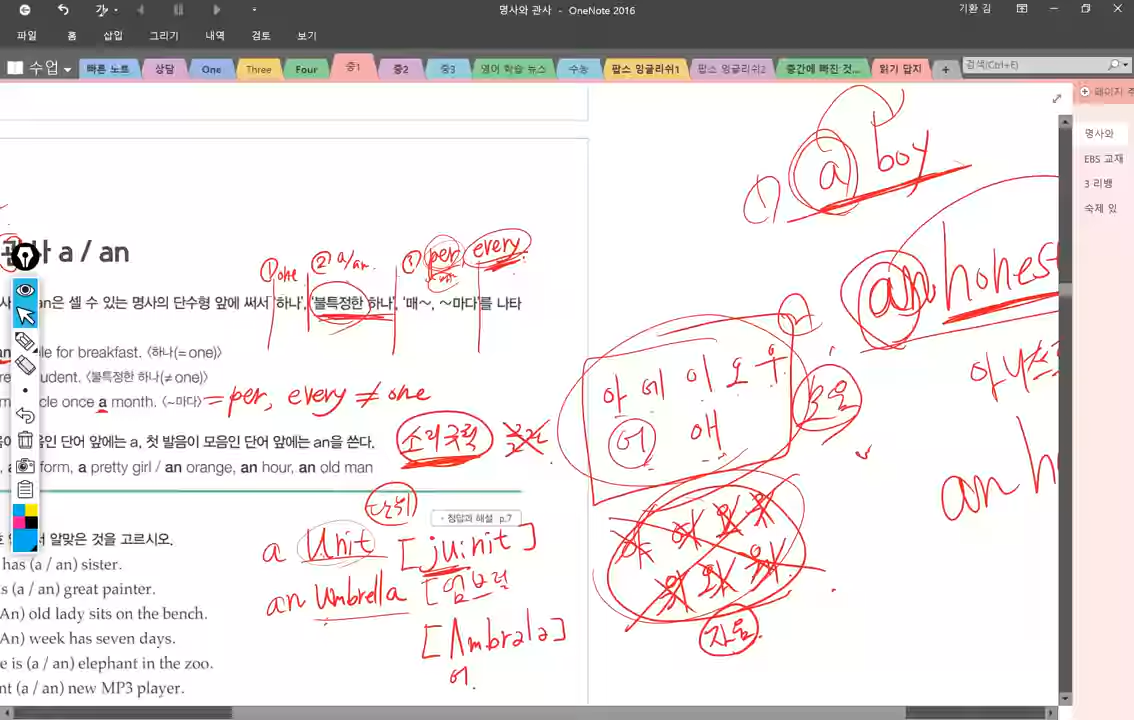 명사와 관사 - OneNote 2016
기환 김
파일 홈 삽입 그리기 내역 검토 보기
수업 빠른 노트 상담 One Three Four 중1 중2 중3 영어 학습 뉴스 수능 팝스 잉글리쉬1 팝스 잉글리쉬2 중간에 빠진 것... 읽기 답지 + 검색(Ctrl+E)
페이지 추
명사와
EBS 교재
3 리뱅
숙제 있
① a boy
a / an
①one ② a/an. ③ per, every
an honest
an은 셀 수 있는 명사의 단수형 앞에 써서 '하나', '불특정한 하나', '매~, ~마다'를 나타
le for breakfast. <하나(= one)>
udent. <불특정한 하나(≠ one)>
cle once a month. <~마다> = per, every ≠ one
아 에 이 오 우
어 애
모음
음인 단어 앞에는 a, 첫 발음이 모음인 단어 앞에는 an을 쓴다.
소리규칙
form, a pretty girl / an orange, an hour, an old man
an h
단위
정답과 해설 p.7
서 알맞은 것을 고르시오.
a Unit [junit]
has (a / an) sister.
s (a / an) great painter.
an Umbrella [엄브렐
An) old lady sits on the bench.
자음
An) week has seven days.
[ʌmbrələ]
e is (a / an) elephant in the zoo.
어.
nt (a / an) new MP3 player.